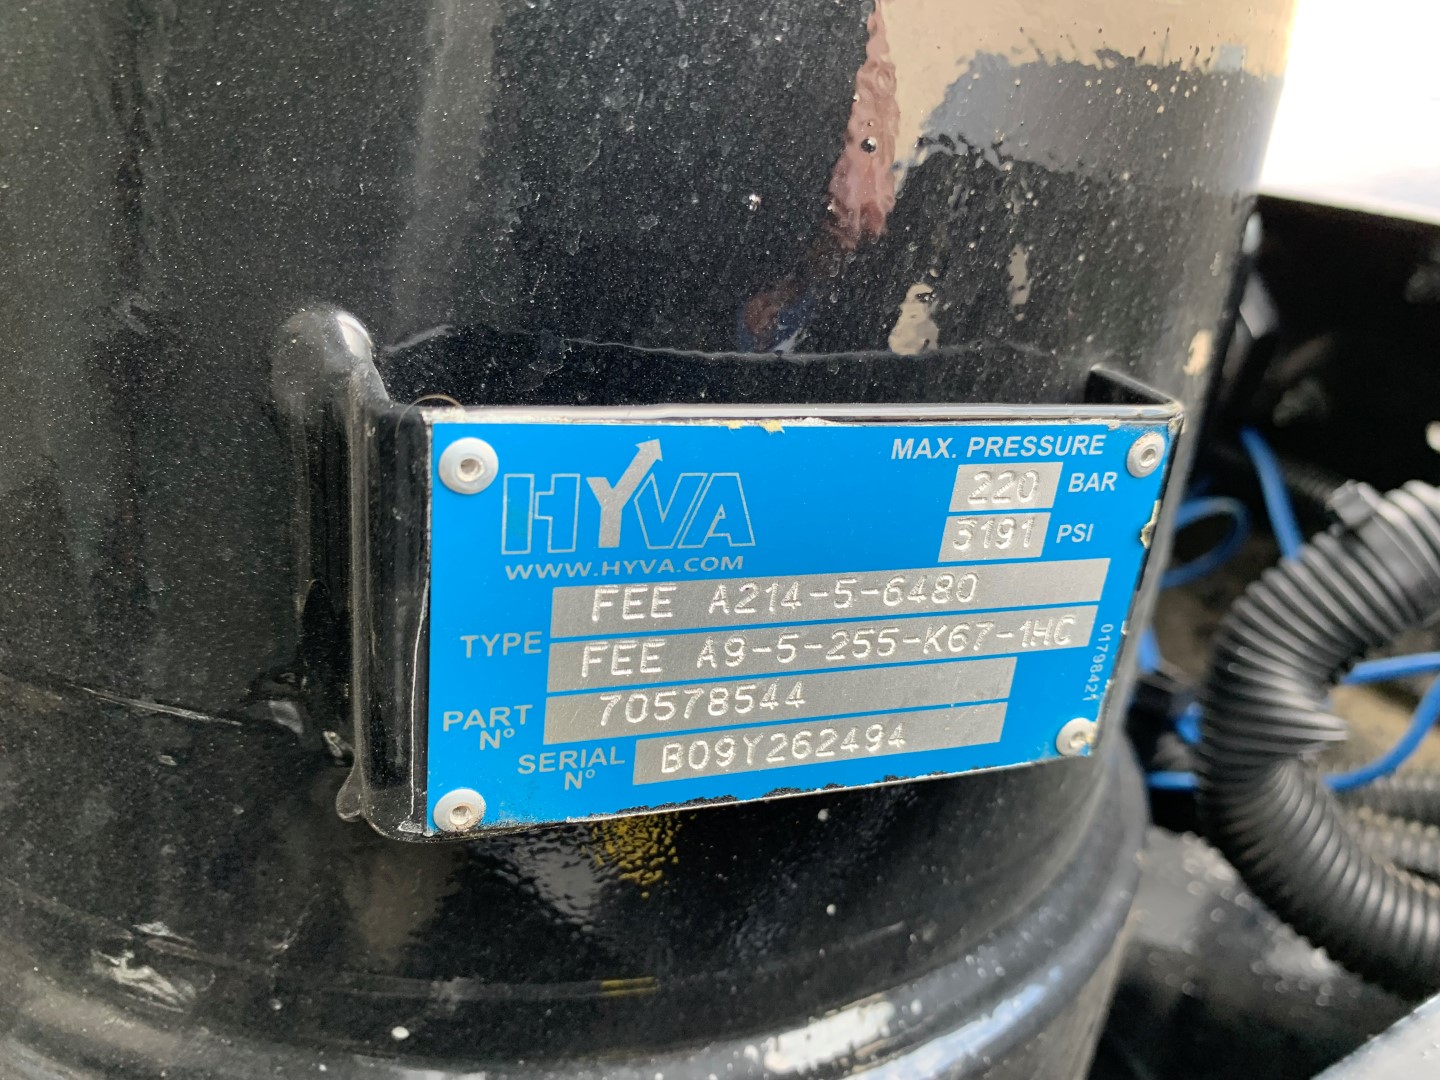 HYVA
WWW.HYVA.COM
MAX. PRESSURE
220 BAR
3191 PSI
TYPE
FEE A214-5-6480
FEE A9-5-255-K67-1HC
PART Nº 70578544
SERIAL Nº B09Y262494
01798421